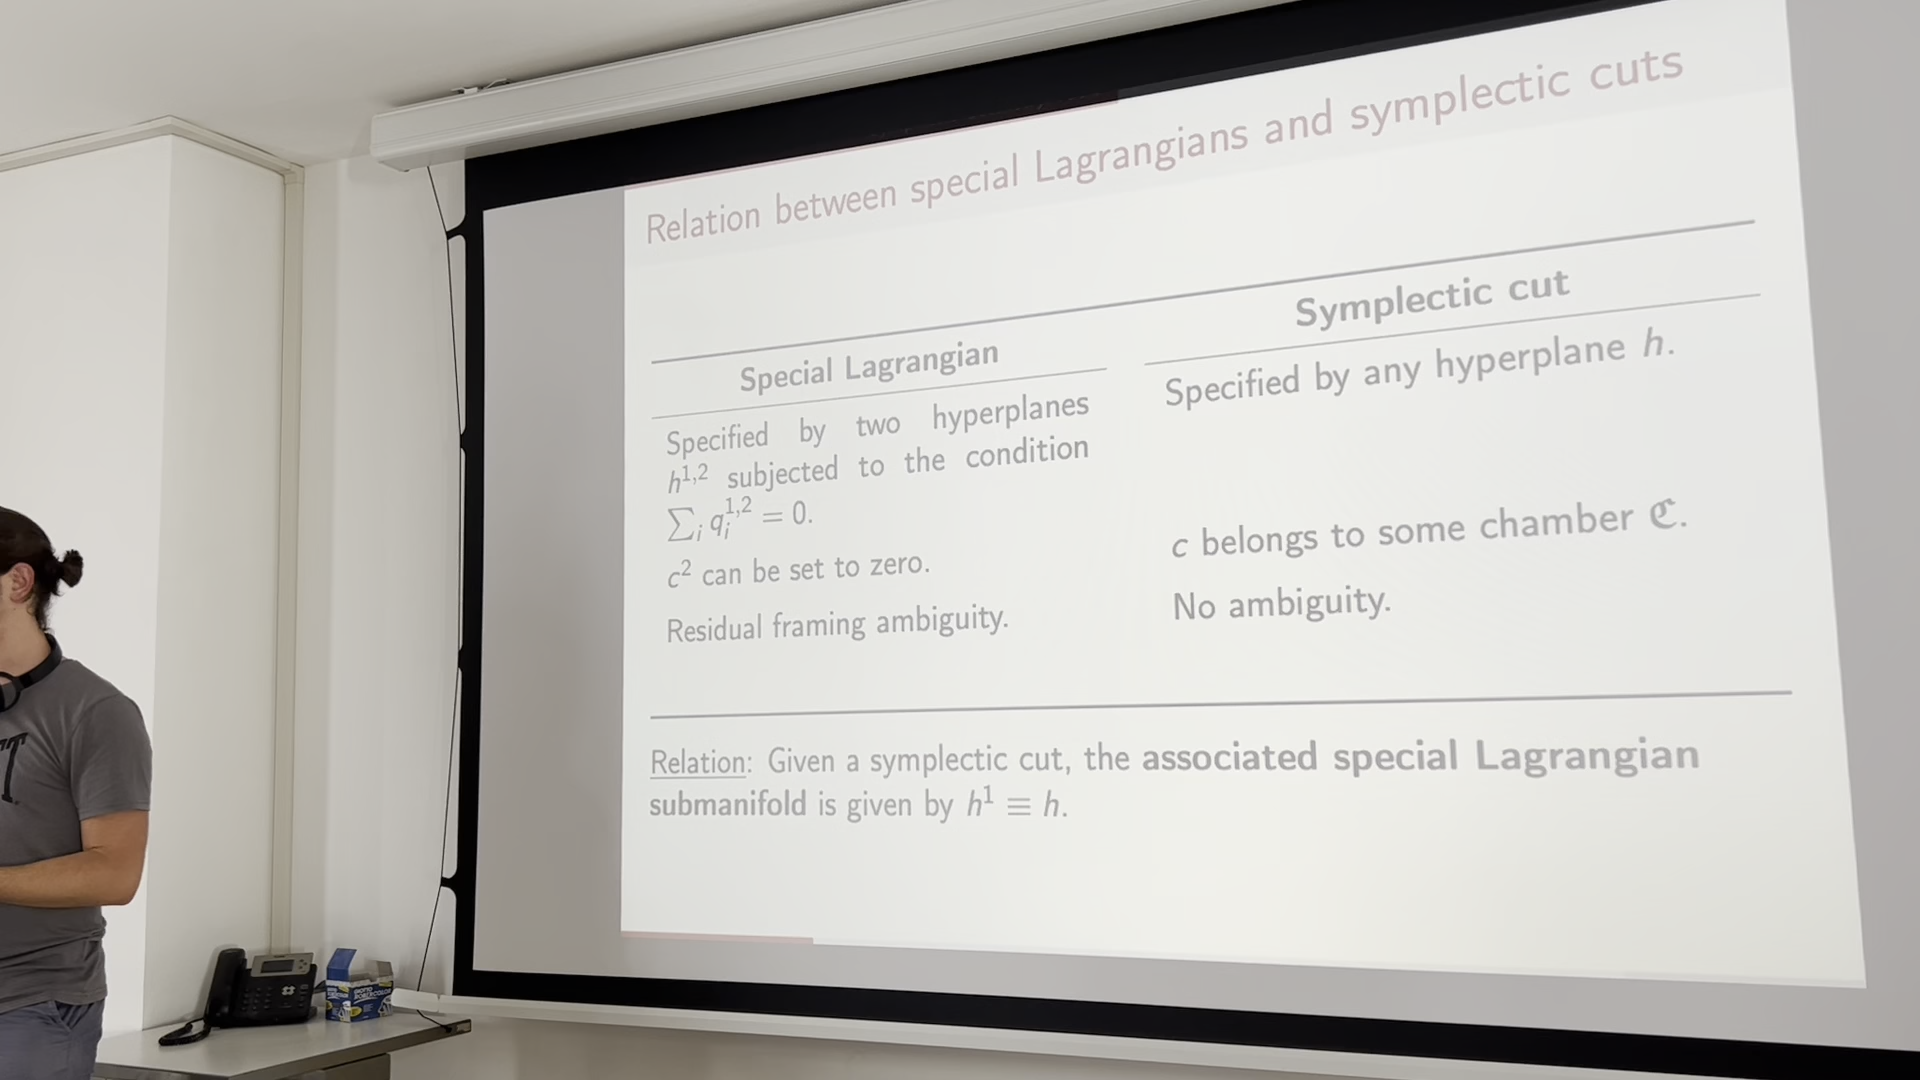 Relation between special Lagrangians and symplectic cuts
Special Lagrangian
Specified by two hyperplanes
h^{1,2} subjected to the condition
∑_i q_i^{1,2} = 0.
c² can be set to zero.
Residual framing ambiguity.
Symplectic cut
Specified by any hyperplane h.
c belongs to some chamber ℭ.
No ambiguity.
Relation: Given a symplectic cut, the associated special Lagrangian
submanifold is given by h¹ ≡ h.